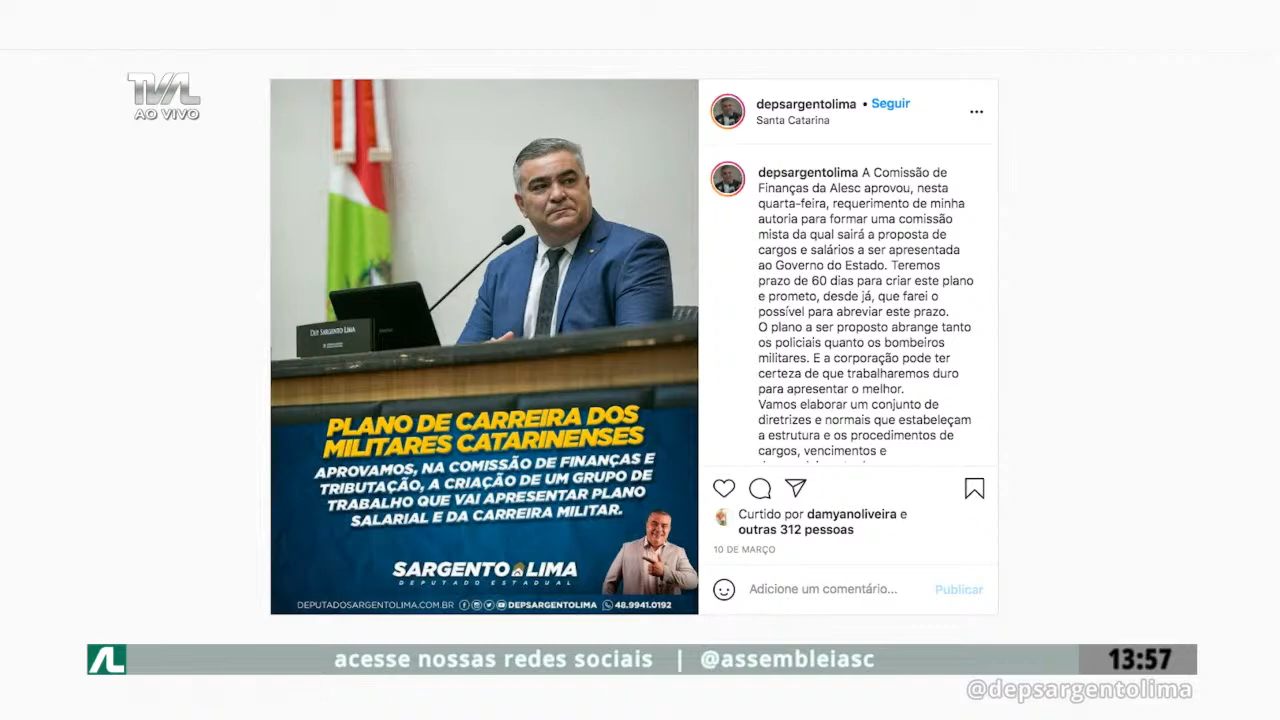 TVAL
AO VIVO
DEP. SARGENTO LIMA
PLANO DE CARREIRA DOS
MILITARES CATARINENSES
APROVAMOS, NA COMISSÃO DE FINANÇAS E
TRIBUTAÇÃO, A CRIAÇÃO DE UM GRUPO DE
TRABALHO QUE VAI APRESENTAR PLANO
SALARIAL E DA CARREIRA MILITAR.
SARGENTO LIMA
DEPUTADO ESTADUAL
DEPUTADOSARGENTOLIMA.COM.BR DEPSARGENTOLIMA 48.9941.0192
depsargentolima • Seguir
Santa Catarina
depsargentolima A Comissão de
Finanças da Alesc aprovou, nesta
quarta-feira, requerimento de minha
autoria para formar uma comissão
mista da qual sairá a proposta de
cargos e salários a ser apresentada
ao Governo do Estado. Teremos
prazo de 60 dias para criar este plano
e prometo, desde já, que farei o
possível para abreviar este prazo.
O plano a ser proposto abrange tanto
os policiais quanto os bombeiros
militares. E a corporação pode ter
certeza de que trabalharemos duro
para apresentar o melhor.
Vamos elaborar um conjunto de
diretrizes e normais que estabeleçam
a estrutura e os procedimentos de
cargos, vencimentos e
Curtido por damyanoliveira e
outras 312 pessoas
10 DE MARÇO
Adicione um comentário... Publicar
AL acesse nossas redes sociais | @assembleiasc 13:57
@depsargentolima